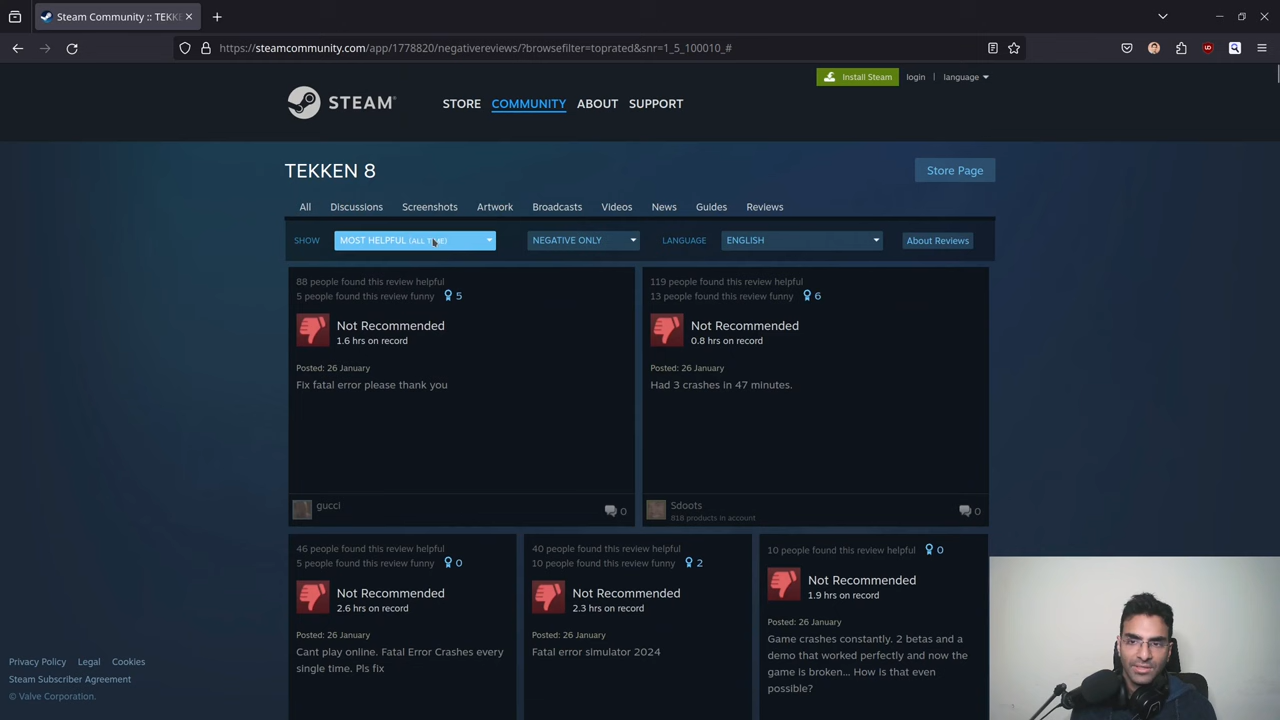 Steam Community :: TEKK
https://steamcommunity.com/app/1778820/negativereviews/?browsefilter=toprated&snr=1_5_100010_#
Install Steam
login
language
STEAM
STORE
COMMUNITY
ABOUT
SUPPORT
TEKKEN 8
Store Page
All
Discussions
Screenshots
Artwork
Broadcasts
Videos
News
Guides
Reviews
SHOW
MOST HELPFUL (ALL TIME)
NEGATIVE ONLY
LANGUAGE
ENGLISH
About Reviews
88 people found this review helpful
5 people found this review funny
5
Not Recommended
1.6 hrs on record
Posted: 26 January
Fix fatal error please thank you
gucci
0
119 people found this review helpful
13 people found this review funny
6
Not Recommended
0.8 hrs on record
Posted: 26 January
Had 3 crashes in 47 minutes.
Sdoots
818 products in account
0
46 people found this review helpful
5 people found this review funny
0
Not Recommended
2.6 hrs on record
Posted: 26 January
Cant play online. Fatal Error Crashes every
single time. Pls fix
40 people found this review helpful
10 people found this review funny
2
Not Recommended
2.3 hrs on record
Posted: 26 January
Fatal error simulator 2024
10 people found this review helpful
0
Not Recommended
1.9 hrs on record
Posted: 26 January
Game crashes constantly. 2 betas and a
demo that worked perfectly and now the
game is broken... How is that even
possible?
Privacy Policy
Legal
Cookies
Steam Subscriber Agreement
© Valve Corporation.